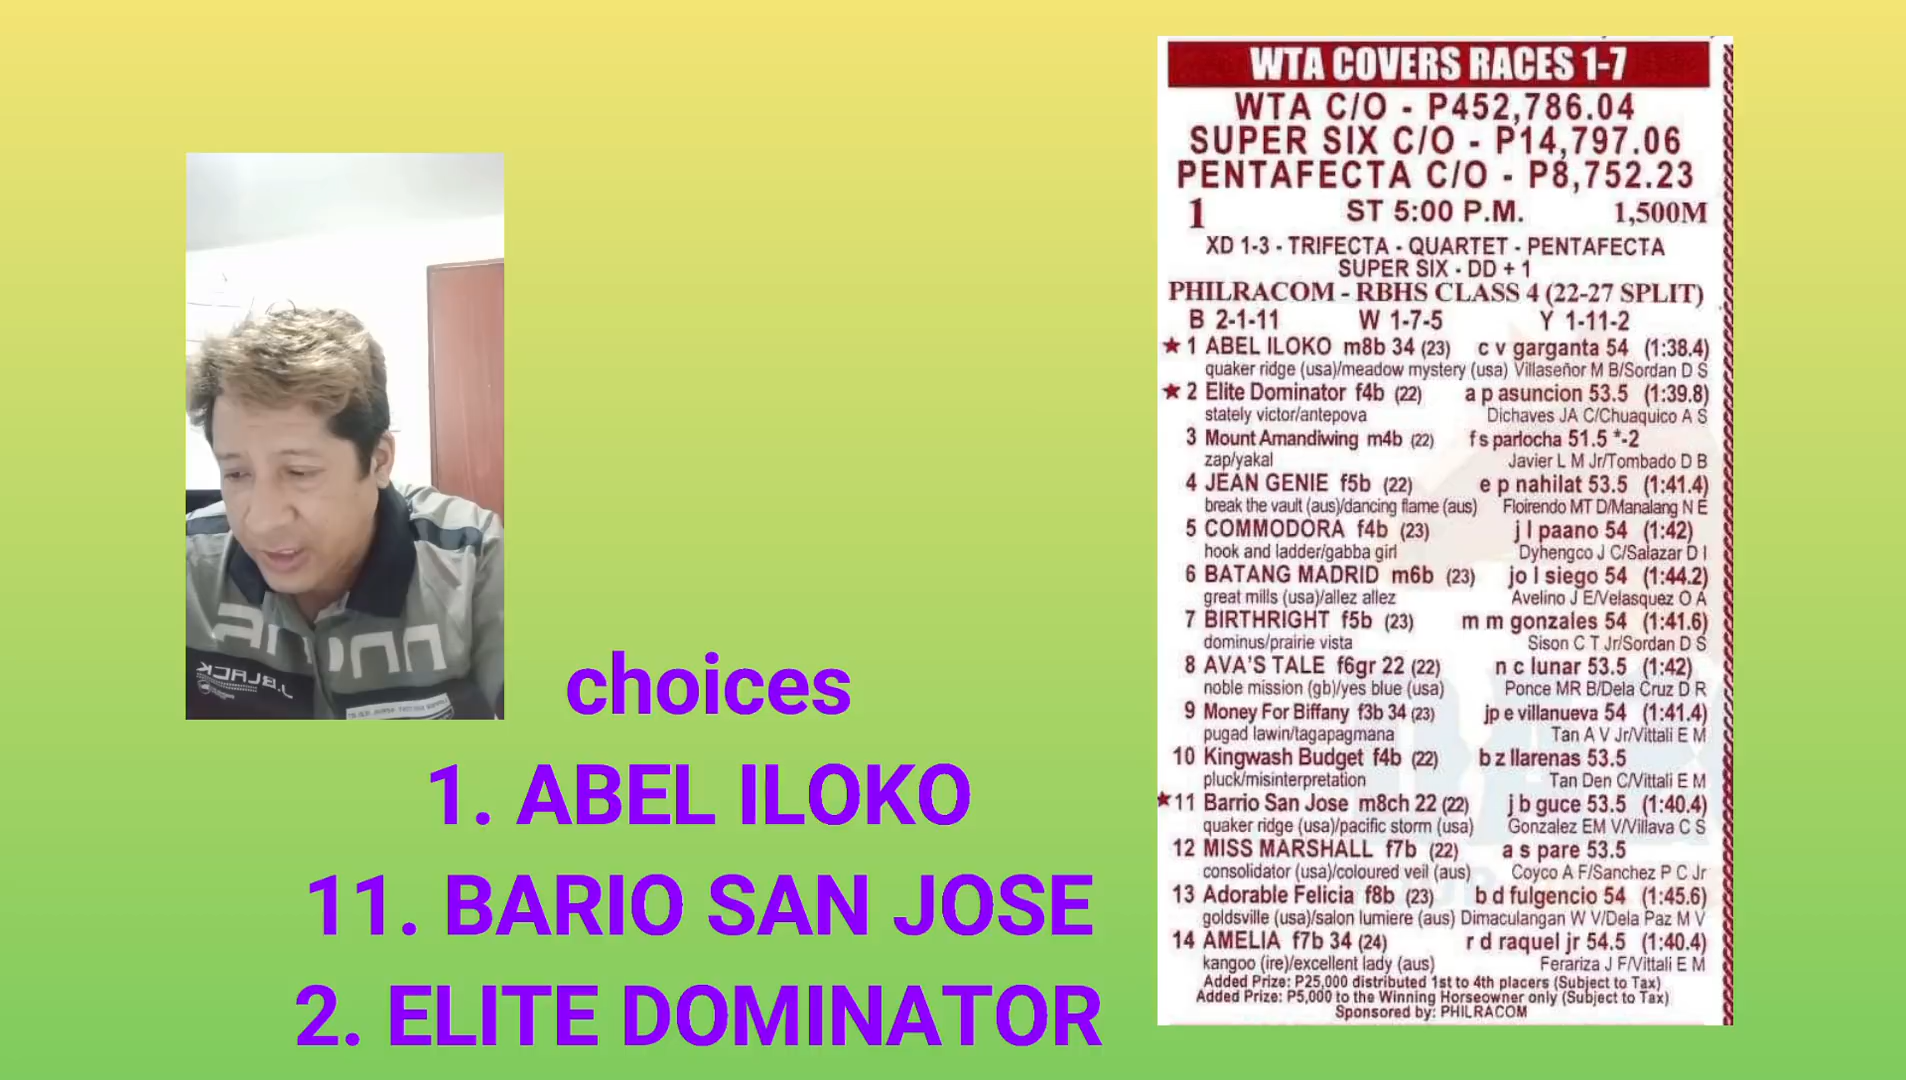 choices
1. ABEL ILOKO
11. BARIO SAN JOSE
2. ELITE DOMINATOR
WTA COVERS RACES 1-7
WTA C/O - P452,786.04
SUPER SIX C/O - P14,797.06
PENTAFECTA C/O - P8,752.23
1 ST 5:00 P.M. 1,500M
XD 1-3 - TRIFECTA - QUARTET - PENTAFECTA
SUPER SIX - DD + 1
PHILRACOM - RBHS CLASS 4 (22-27 SPLIT)
B 2-1-11 W 1-7-5 Y 1-11-2
★ 1 ABEL ILOKO m8b 34 (23) c v garganta 54 (1:38.4)
quaker ridge (usa)/meadow mystery (usa) Villaseñor M B/Sordan D S
★ 2 Elite Dominator f4b (22) a p asuncion 53.5 (1:39.8)
stately victor/antepova Dichaves JA C/Chuaquico A S
3 Mount Amandiwing m4b (22) f s parlocha 51.5 *-2
zap/yakal Javier L M Jr/Tombado D B
4 JEAN GENIE f5b (22) e p nahilat 53.5 (1:41.4)
break the vault (aus)/dancing flame (aus) Floirendo MT D/Manalang N E
5 COMMODORA f4b (23) j l paano 54 (1:42)
hook and ladder/gabba girl Dyhengco J C/Salazar D I
6 BATANG MADRID m6b (23) jo l siego 54 (1:44.2)
great mills (usa)/allez allez Avelino J E/Velasquez O A
7 BIRTHRIGHT f5b (23) m m gonzales 54 (1:41.6)
dominus/prairie vista Sison C T Jr/Sordan D S
8 AVA'S TALE f6gr 22 (22) n c lunar 53.5 (1:42)
noble mission (gb)/yes blue (usa) Ponce MR B/Dela Cruz D R
9 Money For Biffany f3b 34 (23) jp e villanueva 54 (1:41.4)
pugad lawin/tagapagmana Tan A V Jr/Vittali E M
10 Kingwash Budget f4b (22) b z llarenas 53.5
pluck/misinterpretation Tan Den C/Vittali E M
★ 11 Barrio San Jose m8ch 22 (22) j b guce 53.5 (1:40.4)
quaker ridge (usa)/pacific storm (usa) Gonzalez EM V/Villava C S
12 MISS MARSHALL f7b (22) a s pare 53.5
consolidator (usa)/coloured veil (aus) Coyco A F/Sanchez P C Jr
13 Adorable Felicia f8b (23) b d fulgencio 54 (1:45.6)
goldsville (usa)/salon lumiere (aus) Dimaculangan W V/Dela Paz M V
14 AMELIA f7b 34 (24) r d raquel jr 54.5 (1:40.4)
kangoo (ire)/excellent lady (aus) Ferariza J F/Vittali E M
Added Prize: P25,000 distributed 1st to 4th placers (Subject to Tax)
Added Prize: P5,000 to the Winning Horseowner only (Subject to Tax)
Sponsored by: PHILRACOM
J.BLACK